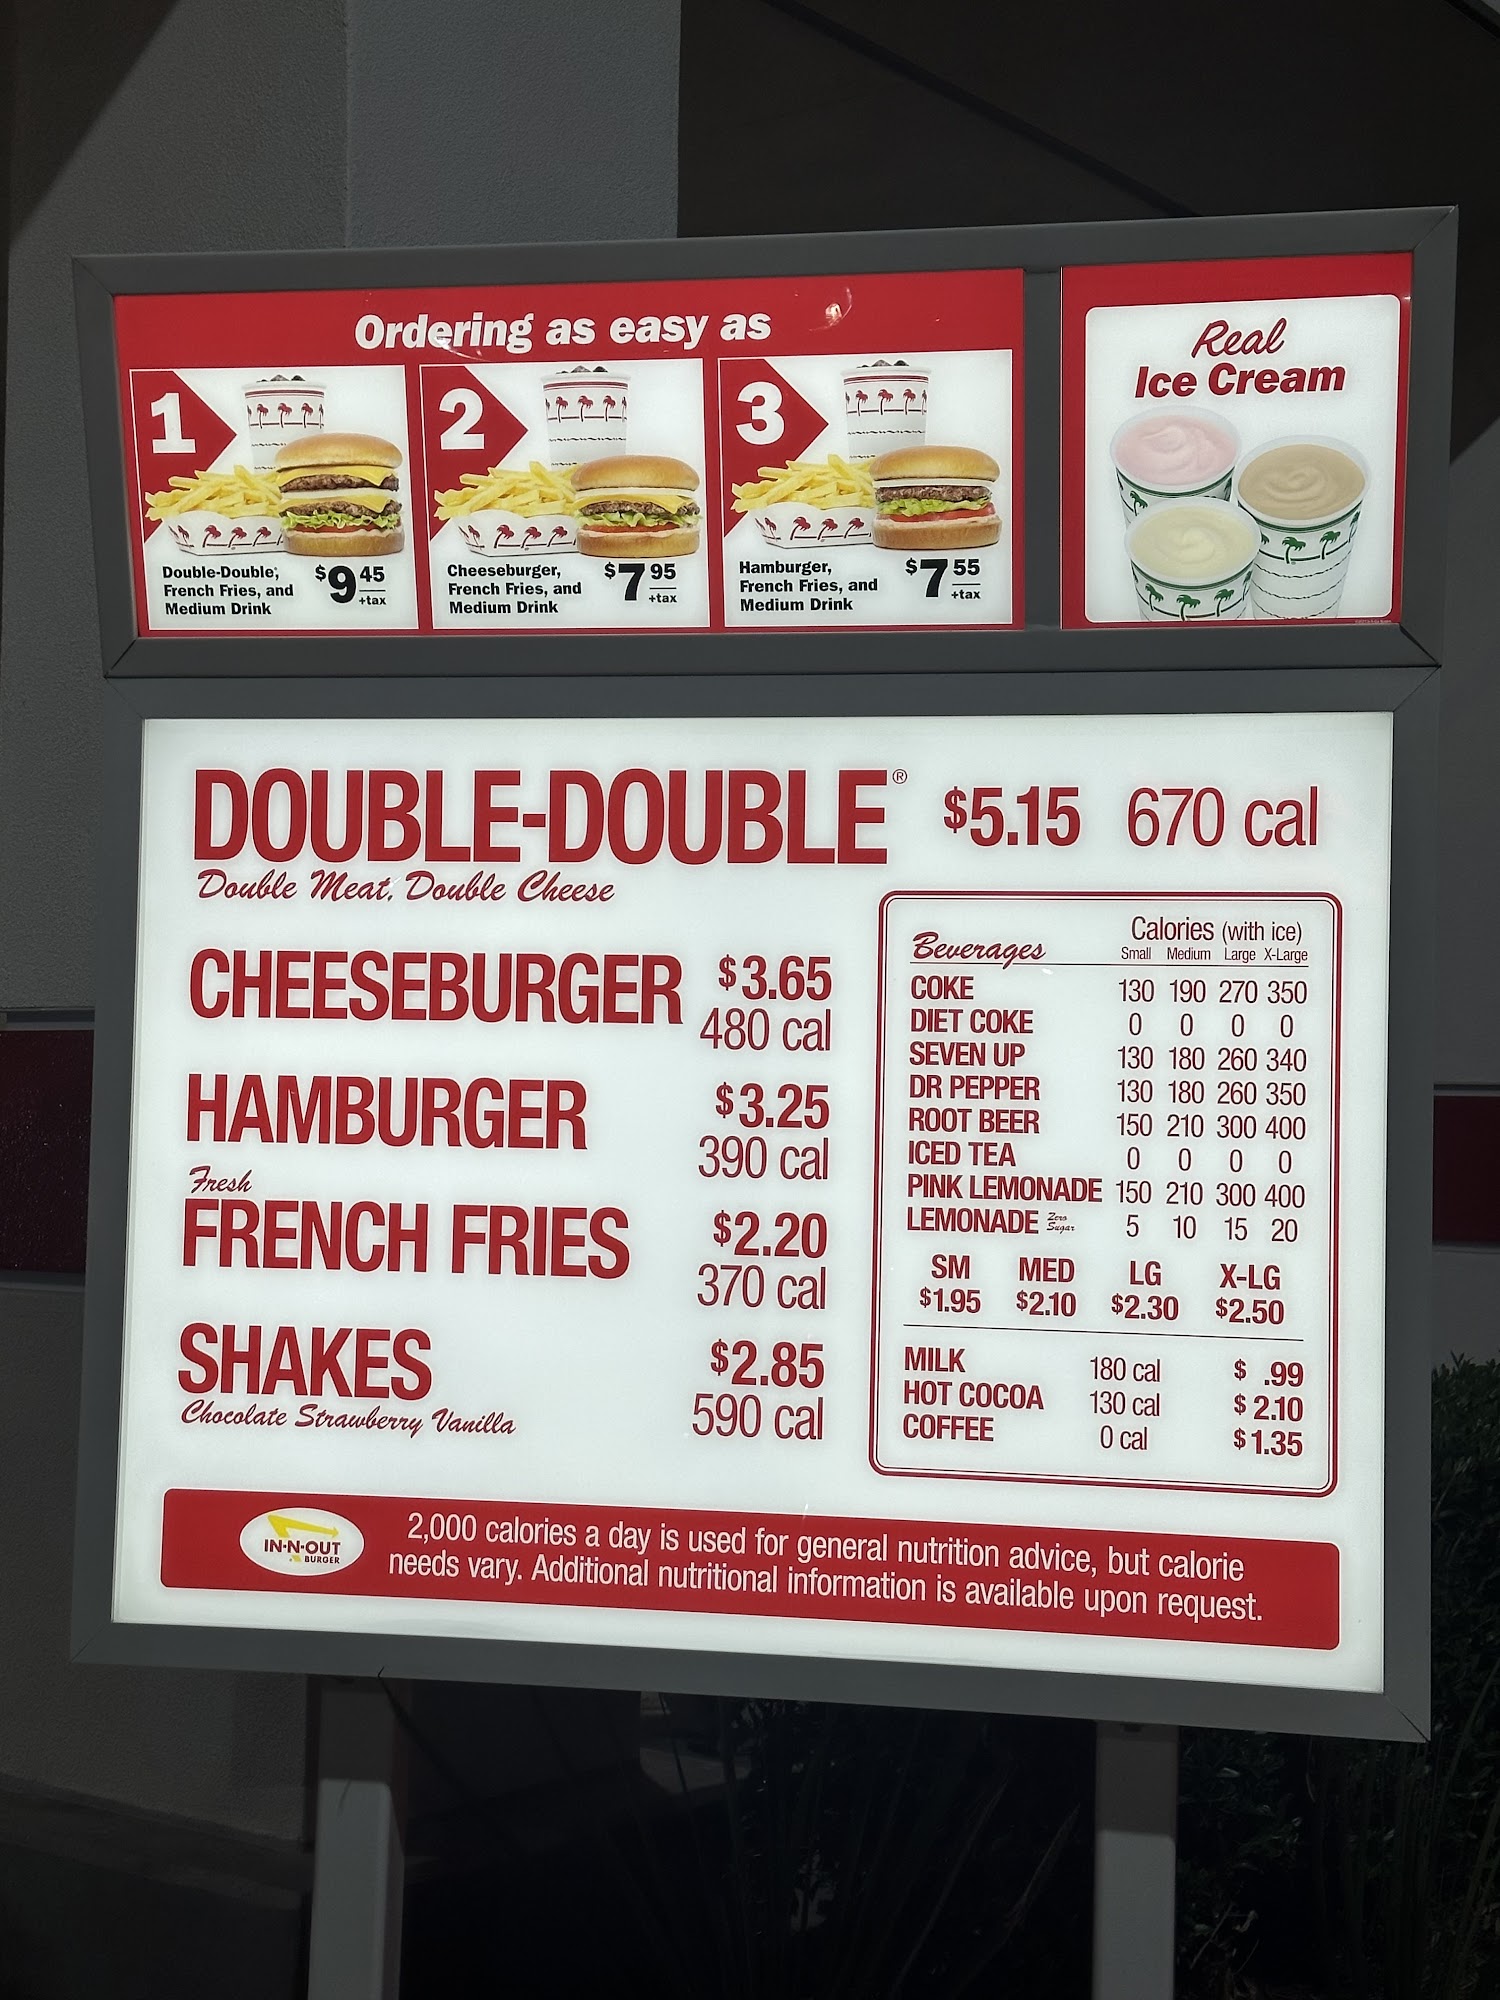 Ordering as easy as
1
Double-Double®,
French Fries, and
Medium Drink
$9 45
+tax
2
Cheeseburger,
French Fries, and
Medium Drink
$7 95
+tax
3
Hamburger,
French Fries, and
Medium Drink
$7 55
+tax
Real
Ice Cream
DOUBLE-DOUBLE® $5.15 670 cal
Double Meat, Double Cheese
CHEESEBURGER $3.65
480 cal
HAMBURGER $3.25
390 cal
Fresh
FRENCH FRIES $2.20
370 cal
SHAKES $2.85
Chocolate Strawberry Vanilla 590 cal
Beverages Calories (with ice)
Small Medium Large X-Large
COKE 130 190 270 350
DIET COKE 0 0 0 0
SEVEN UP 130 180 260 340
DR PEPPER 130 180 260 350
ROOT BEER 150 210 300 400
ICED TEA 0 0 0 0
PINK LEMONADE 150 210 300 400
LEMONADE Zero Sugar 5 10 15 20
SM MED LG X-LG
$1.95 $2.10 $2.30 $2.50
MILK 180 cal $ .99
HOT COCOA 130 cal $ 2.10
COFFEE 0 cal $ 1.35
IN-N-OUT
BURGER
2,000 calories a day is used for general nutrition advice, but calorie
needs vary. Additional nutritional information is available upon request.